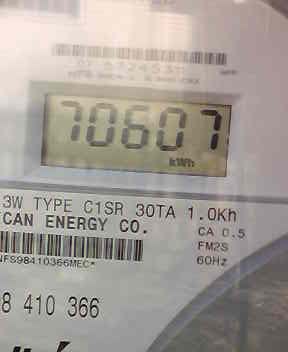 70607
kWh
3W TYPE C1SR 30TA 1.0Kh
CAN ENERGY CO.
CA 0.5
FM2S
NFS98410366MEC*
60Hz
8 410 366